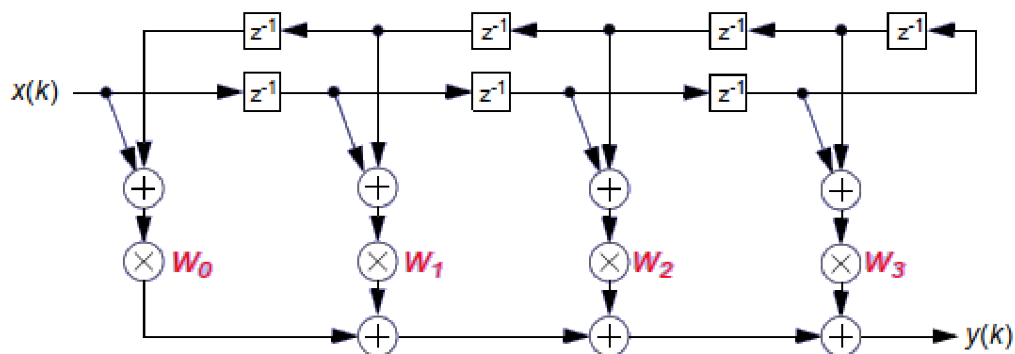 z⁻¹ z⁻¹ z⁻¹ z⁻¹
x(k) z⁻¹ z⁻¹ z⁻¹
W₀ W₁ W₂ W₃
y(k)